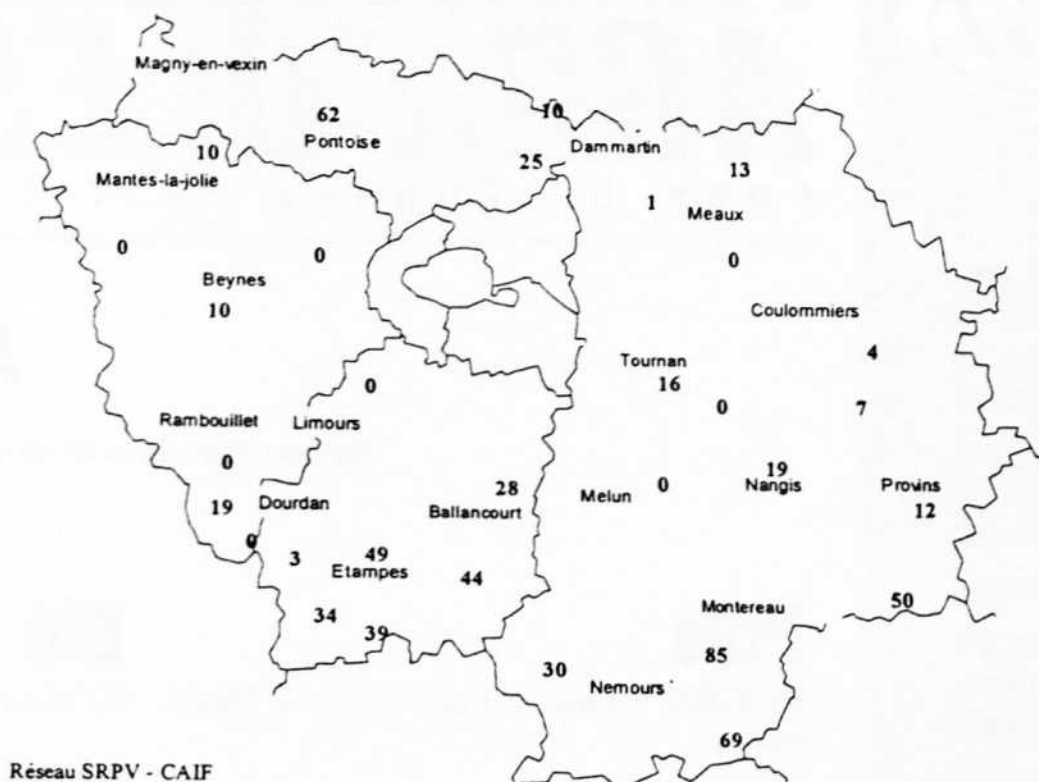 Magny-en-vexin
62
Pontoise
10
25
Dammartin
10
Mantes-la-jolie
13
1
Meaux
0
0
0
Beynes
10
Coulommiers
4
Tournan
16
0
0
7
Rambouillet
Limours
0
19
Dourdan
0
28
Ballancourt
Melun
0
19
Nangis
Provins
12
3
49
Etampes
44
34
39
Montereau
50
30
85
Nemours
69
Réseau SRPV - CAIF